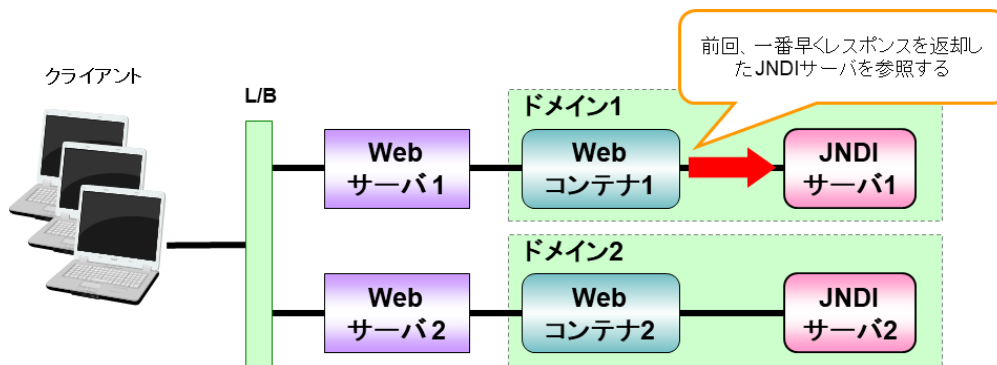 前回、一番早くレスポンスを返却し
たJNDIサーバを参照する
クライアント
L/B
ドメイン1
Web
サーバ1
Web
コンテナ1
JNDI
サーバ1
ドメイン2
Web
サーバ2
Web
コンテナ2
JNDI
サーバ2